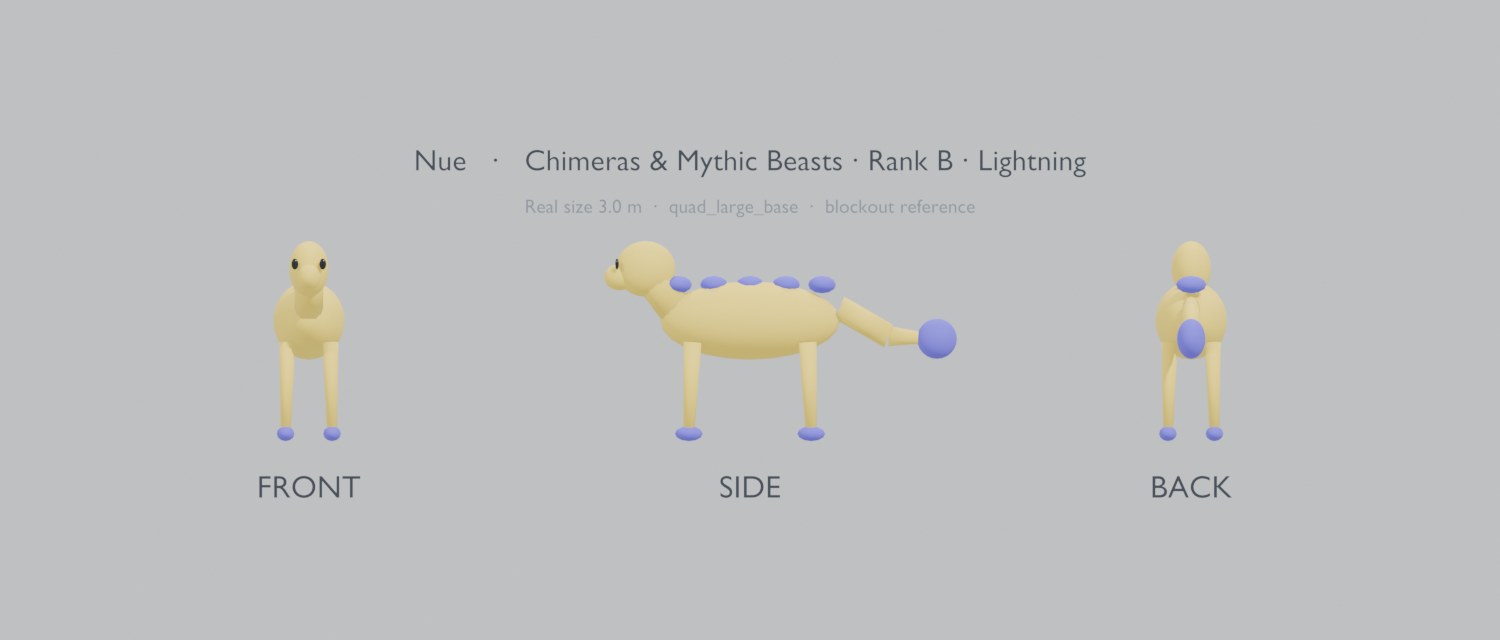 Nue · Chimeras & Mythic Beasts · Rank B · Lightning
Real size 3.0 m · quad_large_base · blockout reference
FRONT
SIDE
BACK